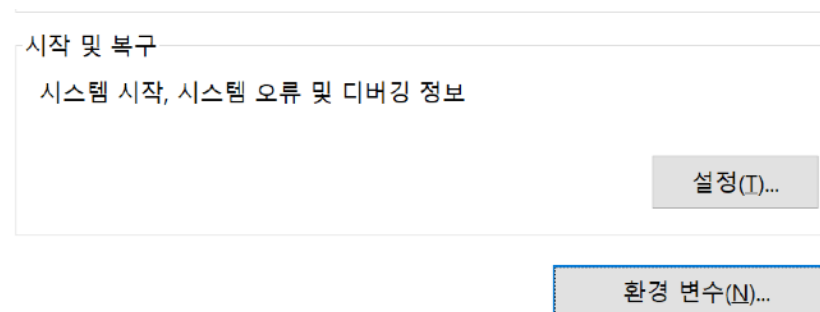 시작 및 복구
시스템 시작, 시스템 오류 및 디버깅 정보
설정(T)...
환경 변수(N)...